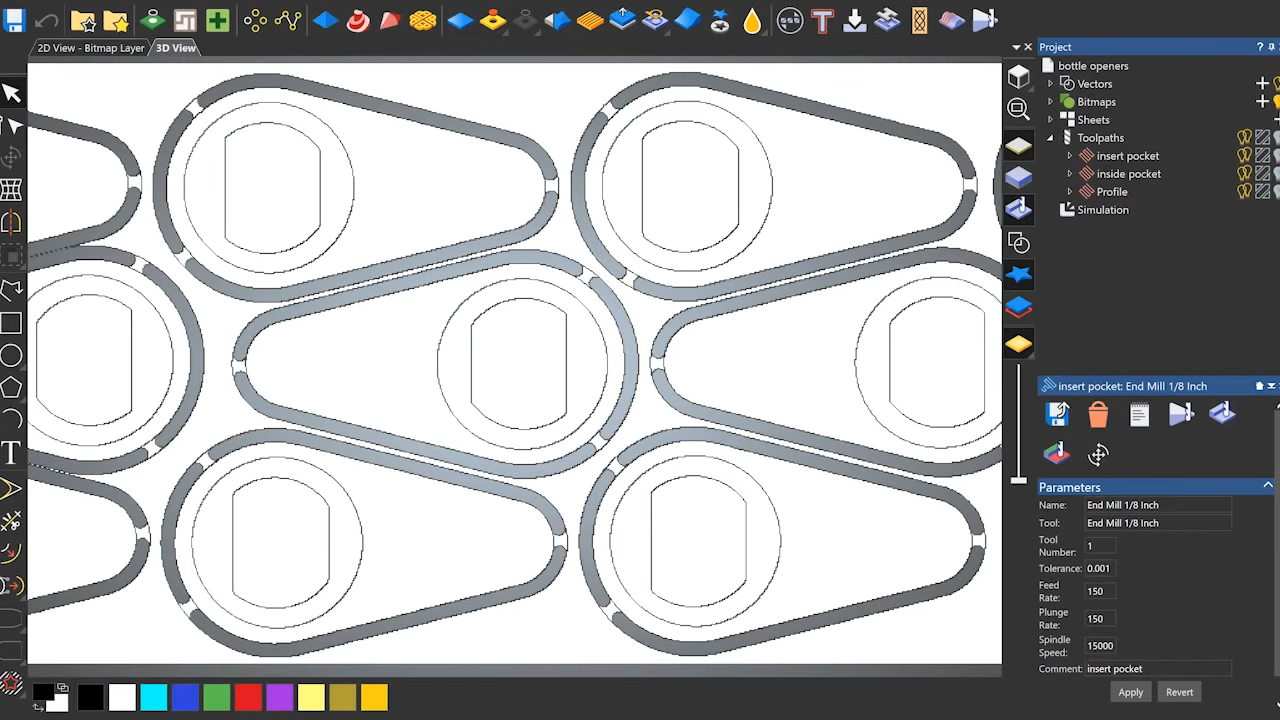 2D View - Bitmap Layer
3D View
Project
bottle openers
Vectors
Bitmaps
Sheets
Toolpaths
insert pocket
inside pocket
Profile
Simulation
insert pocket: End Mill 1/8 Inch
Parameters
Name: End Mill 1/8 Inch
Tool: End Mill 1/8 Inch
Tool Number: 1
Tolerance: 0.001
Feed Rate: 150
Plunge Rate: 150
Spindle Speed: 15000
Comment: insert pocket
Apply Revert